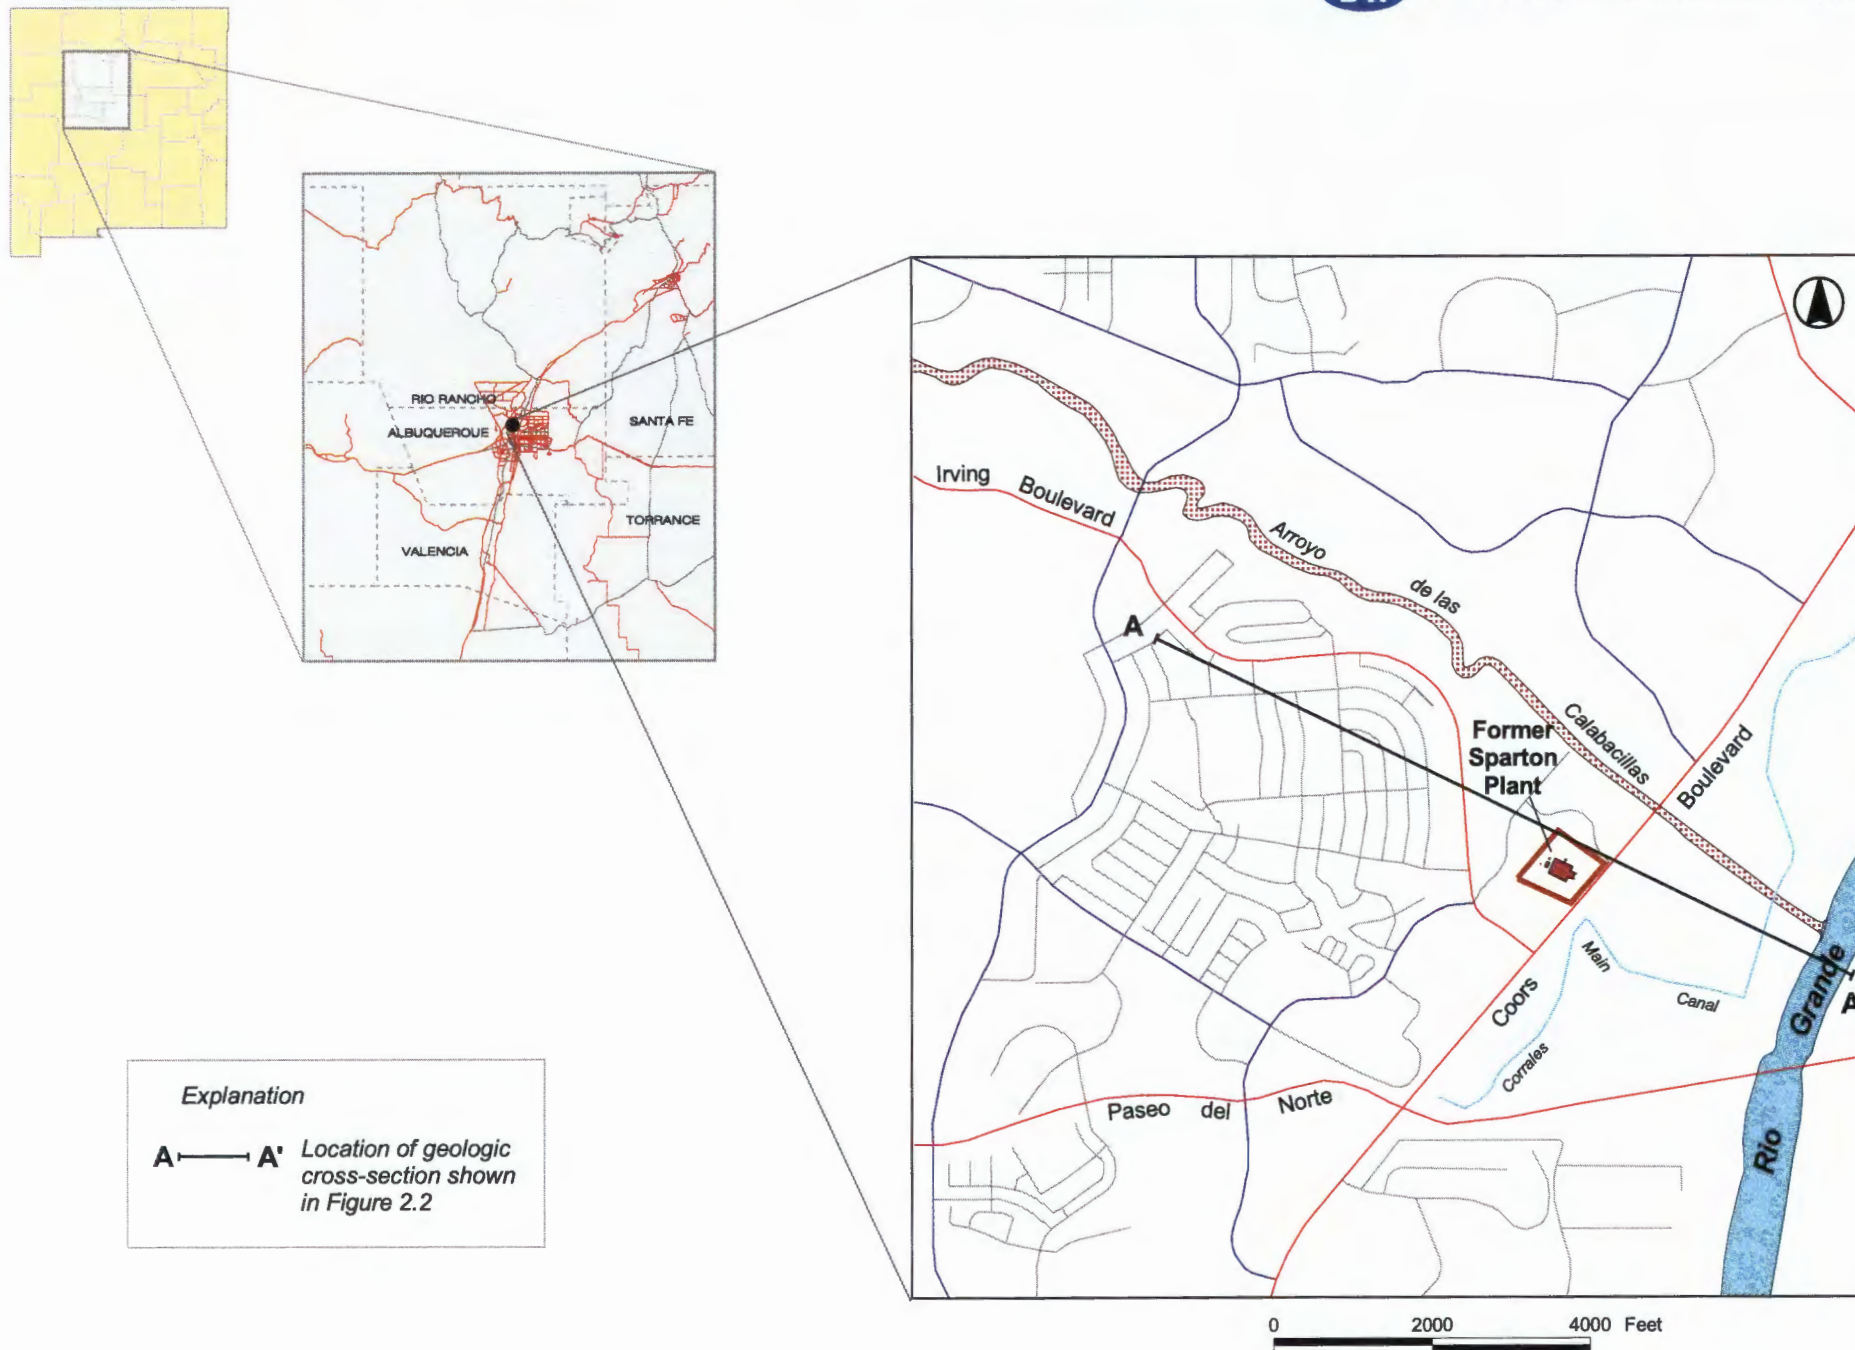 RIO RANCHO
ALBUQUERQUE
SANTA FE
TORRANCE
VALENCIA
Irving Boulevard
Arroyo de las Calabacillas
A
Former
Sparton
Plant
Coors Boulevard
Corrales Main Canal
Rio Grande
Paseo del Norte
Explanation
A A' Location of geologic
cross-section shown
in Figure 2.2
0 2000 4000 Feet